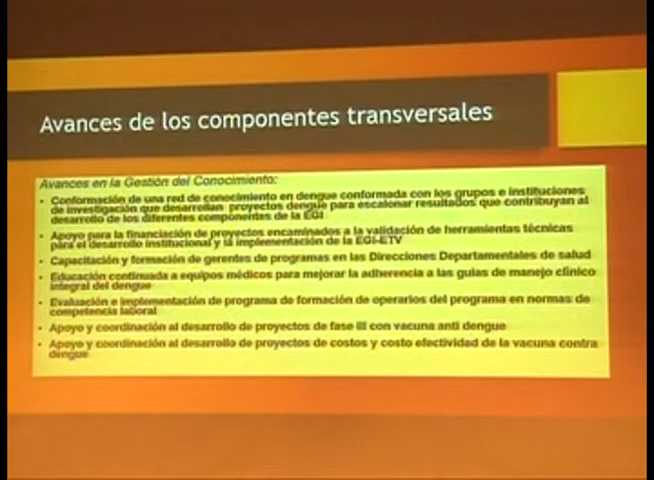 Avances de los componentes transversales
Avances en la Gestión del Conocimiento:
• Conformación de una red de conocimiento en dengue conformada con los grupos e instituciones
de investigación que desarrollan proyectos dengue para escalonar resultados que contribuyan al
desarrollo de los diferentes componentes de la EGI
• Apoyo para la financiación de proyectos encaminados a la validación de herramientas técnicas
para el desarrollo institucional y la implementación de la EGI-ETV
• Capacitación y formación de gerentes de programas en las Direcciones Departamentales de salud
• Educación continuada a equipos médicos para mejorar la adherencia a las guias de manejo clínico
integral del dengue
• Evaluación e implementación de programa de formación de operarios del programa en normas de
competencia laboral
• Apoyo y coordinación al desarrollo de proyectos de fase III con vacuna anti dengue
• Apoyo y coordinación al desarrollo de proyectos de costos y costo efectividad de la vacuna contra
dengue